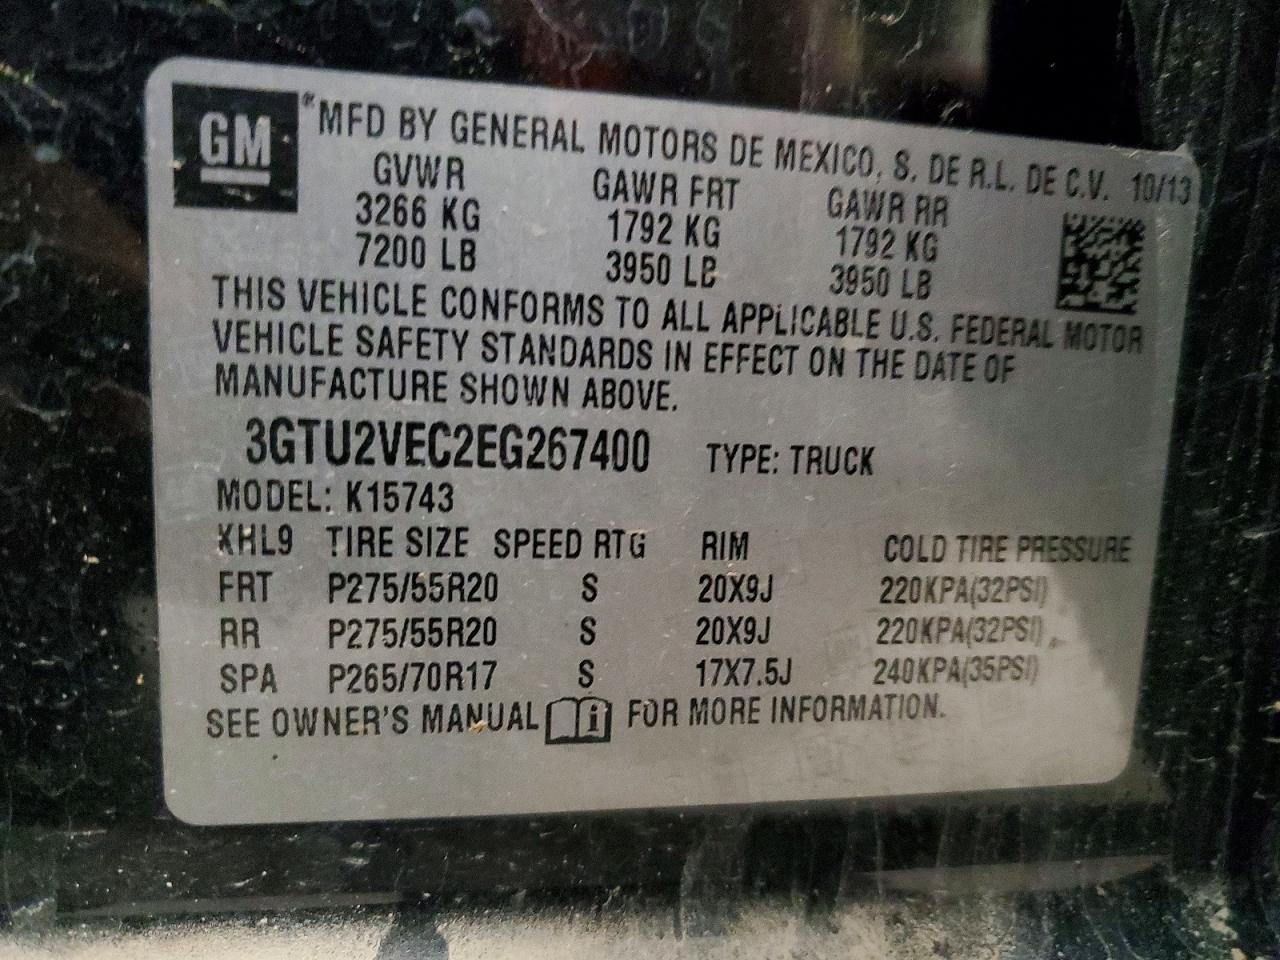 GM
®MFD BY GENERAL MOTORS DE MEXICO, S. DE R.L. DE C.V. 10/13
GVWR GAWR FRT GAWR RR
3266 KG 1792 KG 1792 KG
7200 LB 3950 LB 3950 LB
THIS VEHICLE CONFORMS TO ALL APPLICABLE U.S. FEDERAL MOTOR
VEHICLE SAFETY STANDARDS IN EFFECT ON THE DATE OF
MANUFACTURE SHOWN ABOVE.
3GTU2VEC2EG267400 TYPE: TRUCK
MODEL: K15743
KHL9 TIRE SIZE SPEED RTG RIM COLD TIRE PRESSURE
FRT P275/55R20 S 20X9J 220KPA(32PSI)
RR P275/55R20 S 20X9J 220KPA(32PSI)
SPA P265/70R17 S 17X7.5J 240KPA(35PSI)
SEE OWNER'S MANUAL i FOR MORE INFORMATION.